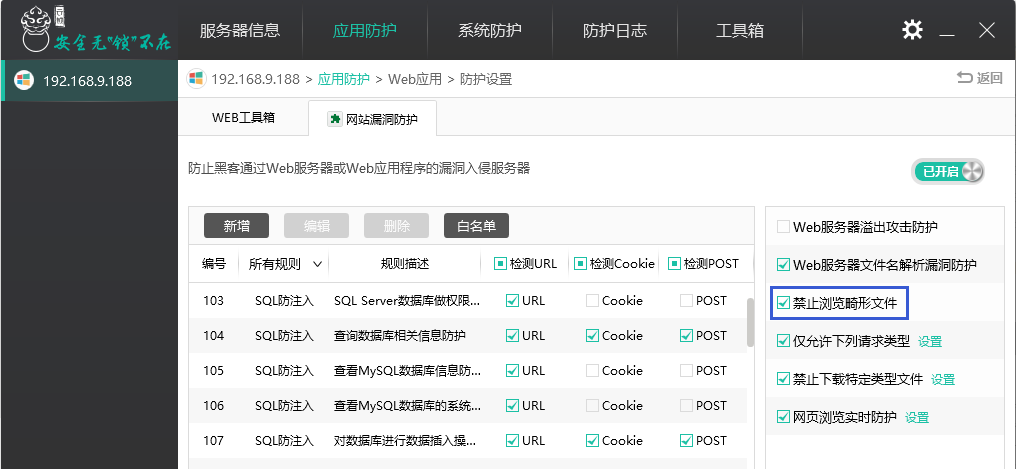 安全无“锁”不在
服务器信息 应用防护 系统防护 防护日志 工具箱
192.168.9.188
192.168.9.188 > 应用防护 > Web应用 > 防护设置
返回
WEB工具箱 网站漏洞防护
防止黑客通过Web服务器或Web应用程序的漏洞入侵服务器
已开启
新增 编辑 删除 白名单
编号 所有规则 规则描述 检测URL 检测Cookie 检测POST
103 SQL防注入 SQL Server数据库做权限... URL Cookie POST
104 SQL防注入 查询数据库相关信息防护 URL Cookie POST
105 SQL防注入 查看MySQL数据库信息防... URL Cookie POST
106 SQL防注入 查看MySQL数据库的系统... URL Cookie POST
107 SQL防注入 对数据库进行数据插入操... URL Cookie POST
Web服务器溢出攻击防护
Web服务器文件名解析漏洞防护
禁止浏览畸形文件
仅允许下列请求类型 设置
禁止下载特定类型文件 设置
网页浏览实时防护 设置